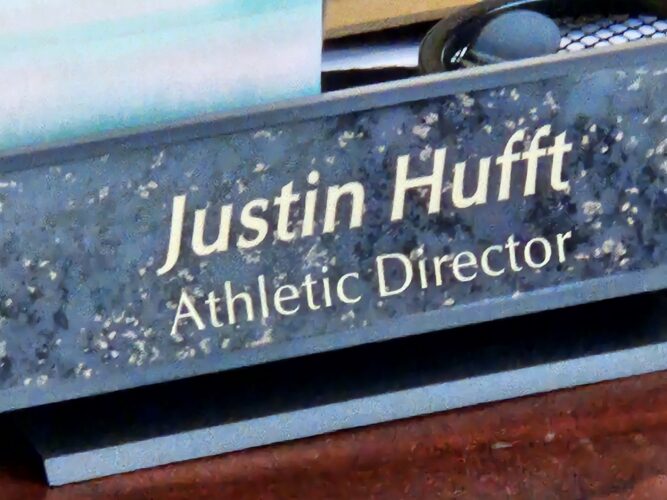 Justin Hufft
Athletic Director